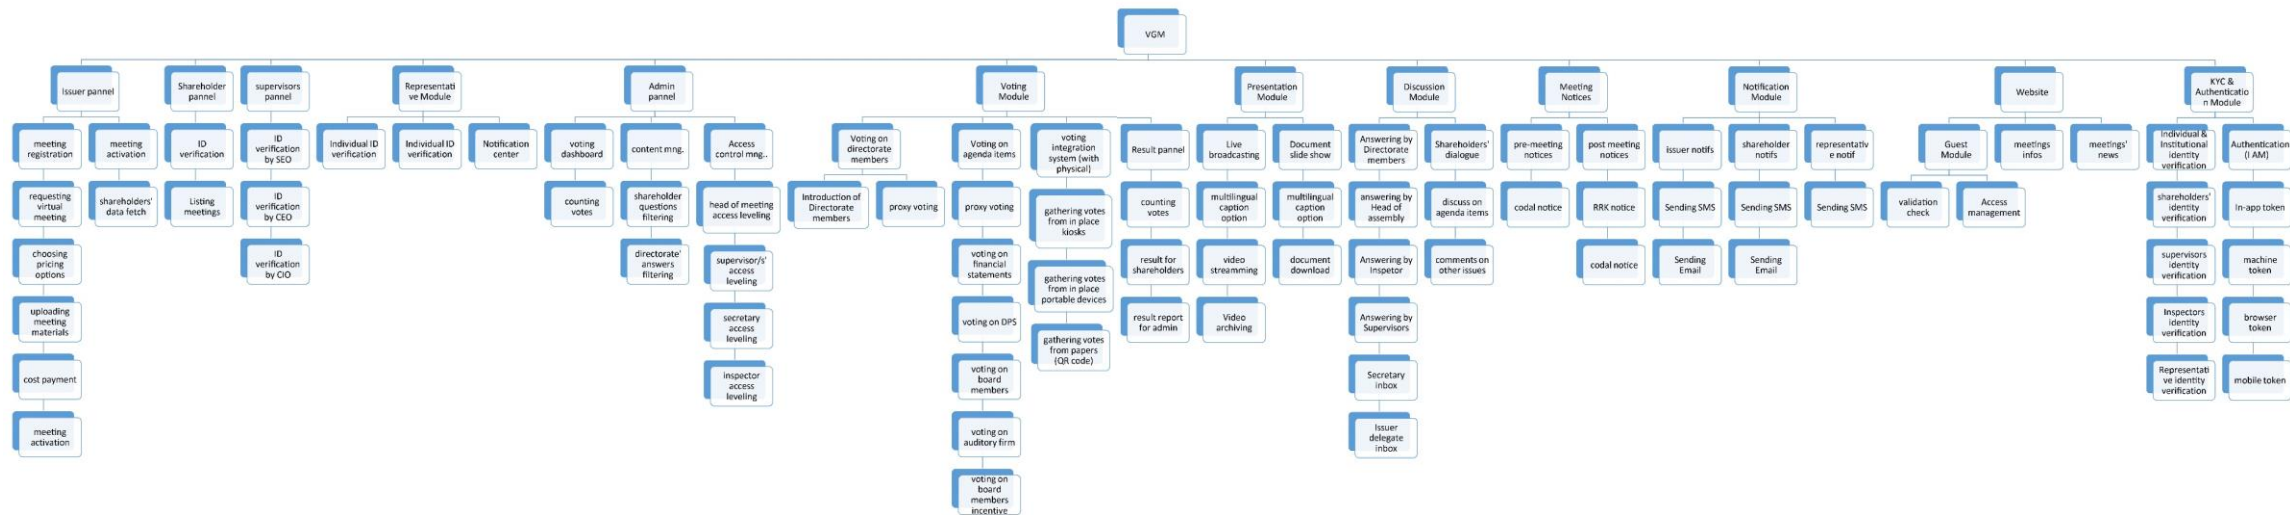 VGM
Issuer pannel
Shareholder
pannel
supervisors
pannel
Representati
ve Module
Admin
pannel
Voting
Module
Presentation
Module
Discussion
Module
Meeting
Notices
Notification
Module
Website
KYC &
Authenticatio
n Module
meeting
registration
requesting
virtual
meeting
choosing
pricing
options
uploading
meeting
materials
cost payment
meeting
activation
meeting
activation
shareholders'
data fetch
ID
verification
Listing
meetings
ID
verification
by SEO
ID
verification
by CEO
ID
verification
by CIO
Individual ID
verification
Individual ID
verification
Notification
center
voting
dashboard
counting
votes
content mng.
shareholder
questions
filtering
directorate'
answers
filtering
Access
control mng..
head of meeting
access leveling
supervisor/s'
access
leveling
secretary
access
leveling
inspector
access
leveling
Voting on
directorate
members
Introduction of
Directorate
members
proxy voting
Voting on
agenda items
proxy voting
voting on
financial
statements
voting on DPS
voting on
board
members
voting on
auditory firm
voting on
board
members
incentive
voting
integration
system (with
physical)
gathering votes
from in place
kiosks
gathering votes
from in place
portable devices
gathering votes
from papers
(QR code)
Result pannel
counting
votes
result for
shareholders
result report
for admin
Live
broadcasting
multilingual
caption
option
video
streamming
Video
archiving
Document
slide show
multilingual
caption
option
document
download
Answering by
Directorate
members
answering by
Head of
assembly
Answering by
Inspetor
Answering by
Supervisors
Secretary
inbox
Issuer
delegate
inbox
Shareholders'
dialogue
discuss on
agenda items
comments on
other issues
pre-meeting
notices
codal notice
post meeting
notices
RRK notice
codal notice
issuer notifs
Sending SMS
Sending
Email
shareholder
notifs
Sending SMS
Sending
Email
representativ
e notif
Sending SMS
Guest
Module
validation
check
Access
management
meetings
infos
meetings'
news
Individual &
Institutional
identity
verification
shareholders'
identity
verification
supervisors
identity
verification
Inspectors
identity
verification
Representati
ve identity
verification
Authentication
(I AM)
In-app token
machine
token
browser
token
mobile token